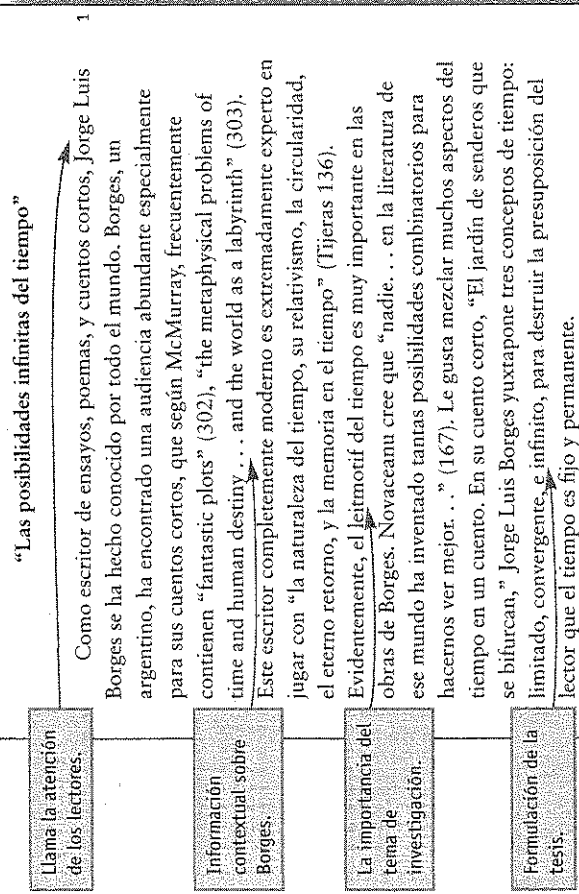 "Las posibilidades infinitas del tiempo"
1
Llama la atención
de los lectores.
Como escritor de ensayos, poemas, y cuentos cortos, Jorge Luis
Borges se ha hecho conocido por todo el mundo. Borges, un
argentino, ha encontrado una audiencia abundante especialmente
para sus cuentos cortos, que según McMurray, frecuentemente
contienen "fantastic plots" (302), "the metaphysical problems of
time and human destiny. . . and the world as a labyrinth" (303).
Información
contextual sobre
Borges.
Este escritor completamente moderno es extremadamente experto en
jugar con "la naturaleza del tiempo, su relativismo, la circularidad,
el eterno retorno, y la memoria en el tiempo" (Tijeras 136).
La importancia del
tema de
investigación.
Evidentemente, el leitmotif del tiempo es muy importante en las
obras de Borges. Novaceanu cree que "nadie. . . en la literatura de
ese mundo ha inventado tantas posibilidades combinatorios para
hacernos ver mejor. . ." (167). Le gusta mezclar muchos aspectos del
tiempo en un cuento. En su cuento corto, "El jardín de senderos que
se bifurcan," Jorge Luis Borges yuxtapone tres conceptos de tiempo:
Formulación de la
tesis.
limitado, convergente, e infinito, para destruir la presuposición del
lector que el tiempo es fijo y permanente.